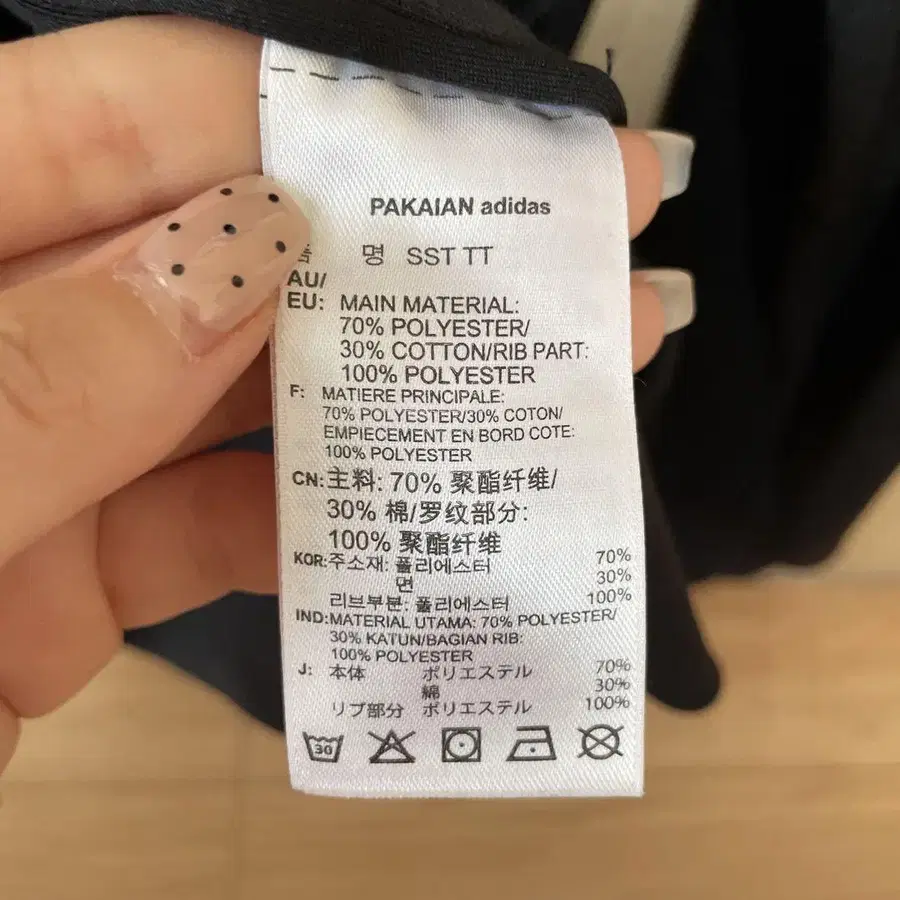 PAKAIAN adidas
품 명 SST TT
AU/
EU: MAIN MATERIAL:
70% POLYESTER/
30% COTTON/RIB PART:
100% POLYESTER
F: MATIERE PRINCIPALE:
70% POLYESTER/30% COTON/
EMPIECEMENT EN BORD COTE:
100% POLYESTER
CN:主料: 70% 聚酯纤维/
30% 棉/罗纹部分:
100% 聚酯纤维
KOR:주소재: 폴리에스터 70%
면 30%
리브부분: 폴리에스터 100%
IND:MATERIAL UTAMA: 70% POLYESTER/
30% KATUN/BAGIAN RIB:
100% POLYESTER
J: 本体 ポリエステル 70%
綿 30%
リブ部分 ポリエステル 100%
30